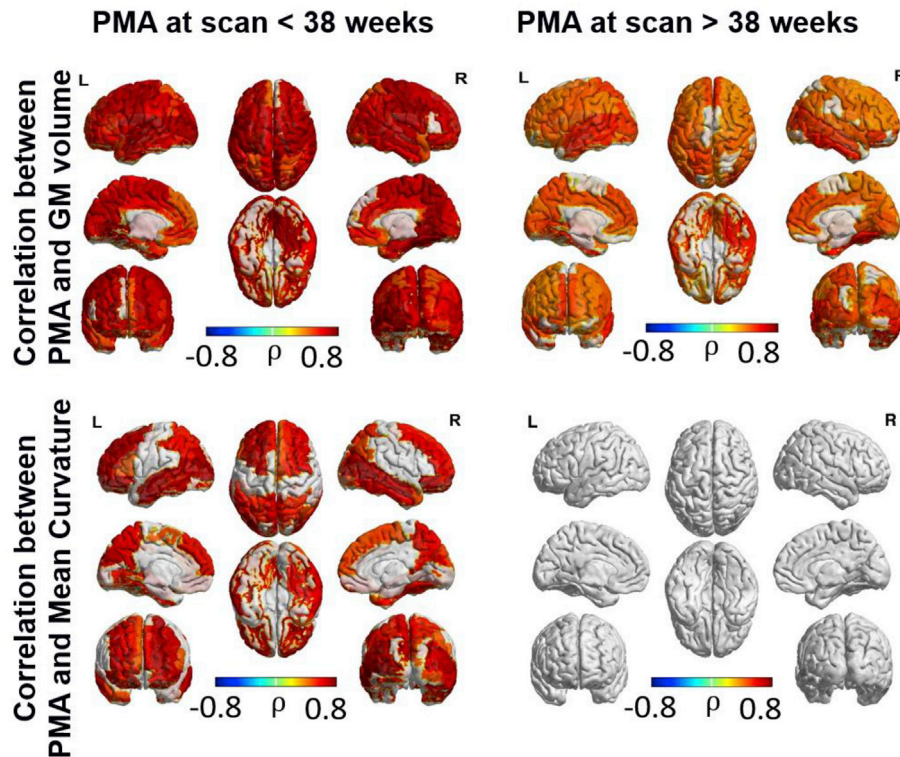 PMA at scan < 38 weeks
PMA at scan > 38 weeks
Correlation between
PMA and GM volume
L
R
-0.8
ρ
0.8
L
-0.8
ρ
0.8
Correlation between
PMA and Mean Curvature
L
R
-0.8
ρ
0.8
L
R
-0.8
ρ
0.8